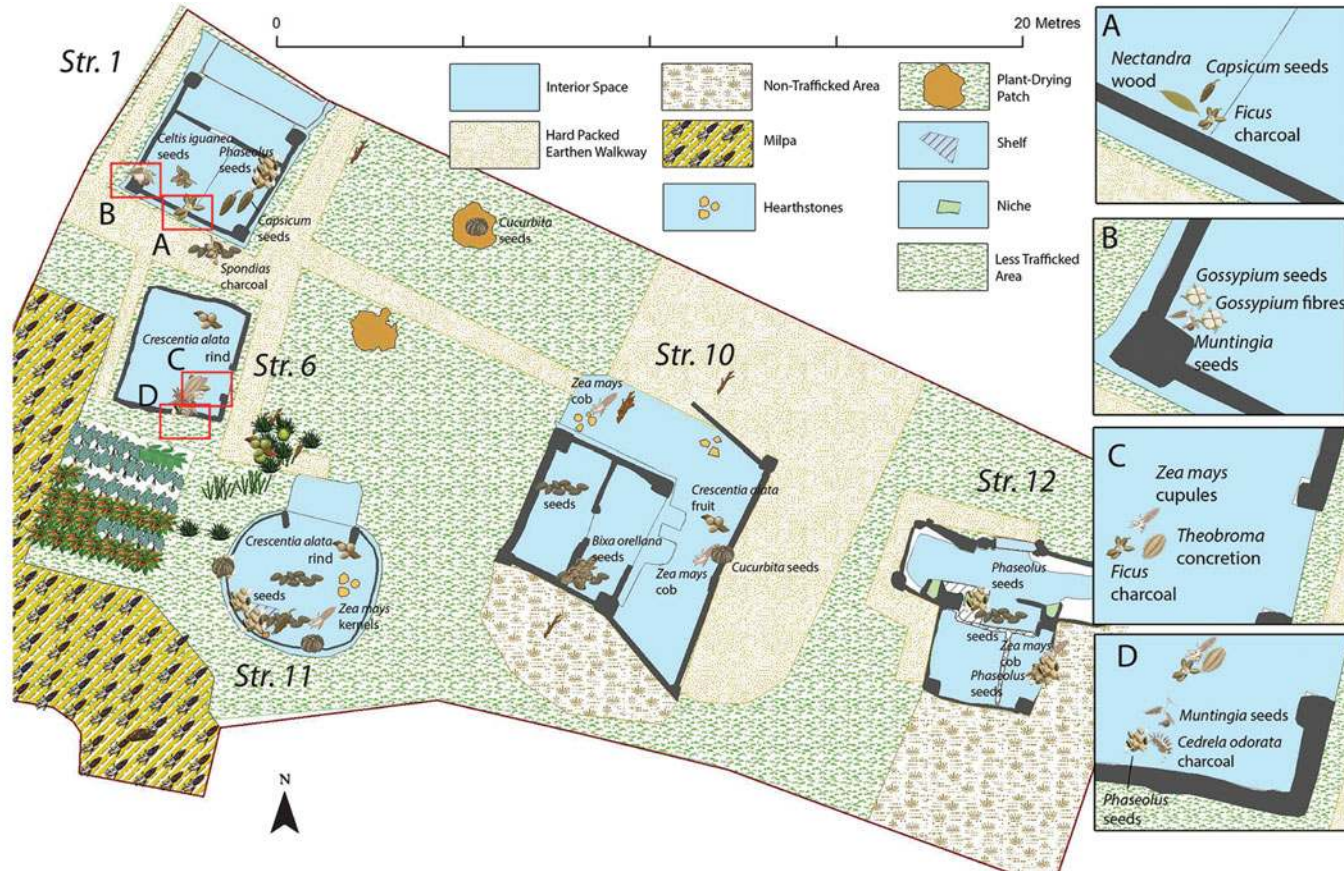 0
20 Metres
Str. 1
Interior Space
Hard Packed
Earthen Walkway
Non-Trafficked Area
Milpa
Hearthstones
Plant-Drying
Patch
Shelf
Niche
Less Trafficked
Area
Celtis iguanea
seeds
Phaseolus
seeds
B
A
Capsicum
seeds
Spondias
charcoal
Cucurbita
seeds
Crescentia alata
rind
C
D
Str. 6
Str. 10
Zea mays
cob
seeds
Crescentia alata
fruit
Bixa orellana
seeds
Zea mays
cob
Cucurbita seeds
Str. 12
Phaseolus
seeds
seeds
Zea mays
cob
Phaseolus
seeds
Crescentia alata
rind
seeds
Zea mays
kernels
Str. 11
N
A
Nectandra
wood
Capsicum seeds
Ficus
charcoal
B
Gossypium seeds
Gossypium fibres
Muntingia
seeds
C
Zea mays
cupules
Theobroma
concretion
Ficus
charcoal
D
Muntingia seeds
Cedrela odorata
charcoal
Phaseolus
seeds